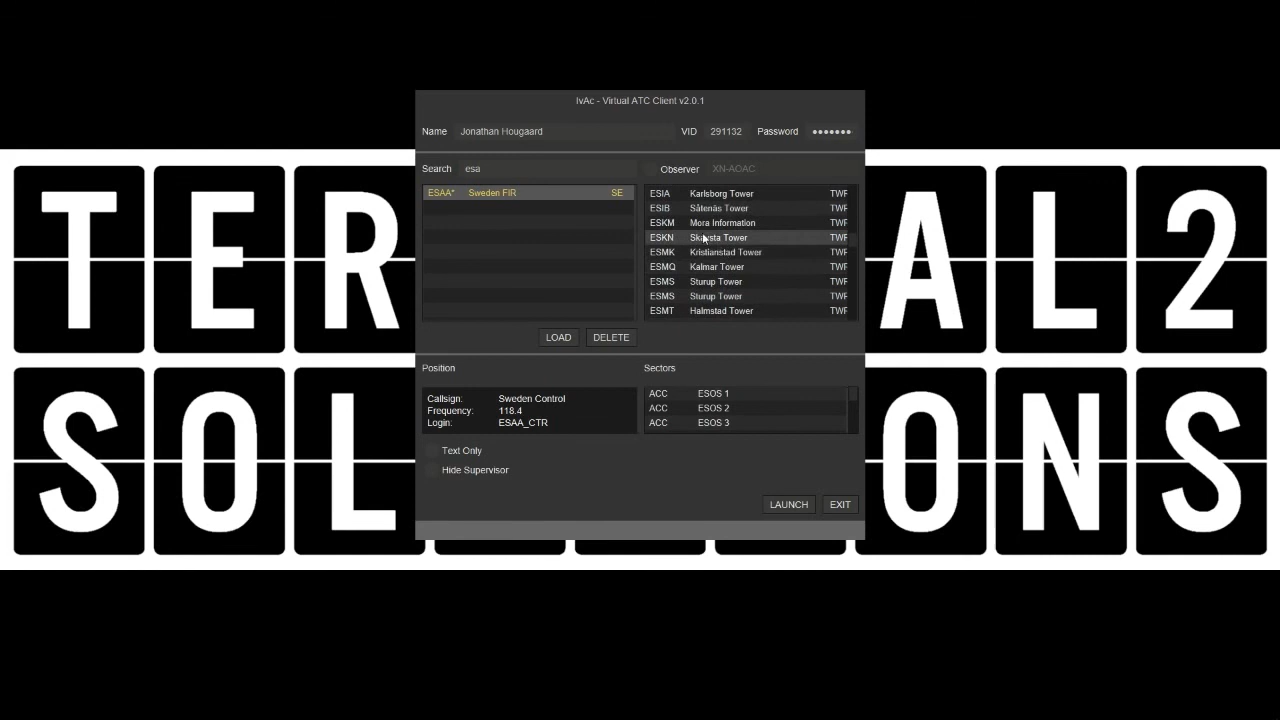 IvAc - Virtual ATC Client v2.0.1
Name Jonathan Hougaard VID 291132 Password •••••••
Search esa Observer XN-AOAC
ESAA* Sweden FIR SE
ESIA Karlsborg Tower TWR
ESIB Såtenäs Tower TWR
ESKM Mora Information TWR
ESKN Skavsta Tower TWR
ESMK Kristianstad Tower TWR
ESMQ Kalmar Tower TWR
ESMS Sturup Tower TWR
ESMS Sturup Tower TWR
ESMT Halmstad Tower TWR
LOAD DELETE
Position Sectors
Callsign: Sweden Control
Frequency: 118.4
Login: ESAA_CTR
ACC ESOS 1
ACC ESOS 2
ACC ESOS 3
Text Only
Hide Supervisor
LAUNCH EXIT
TER AL2
SOL ONS